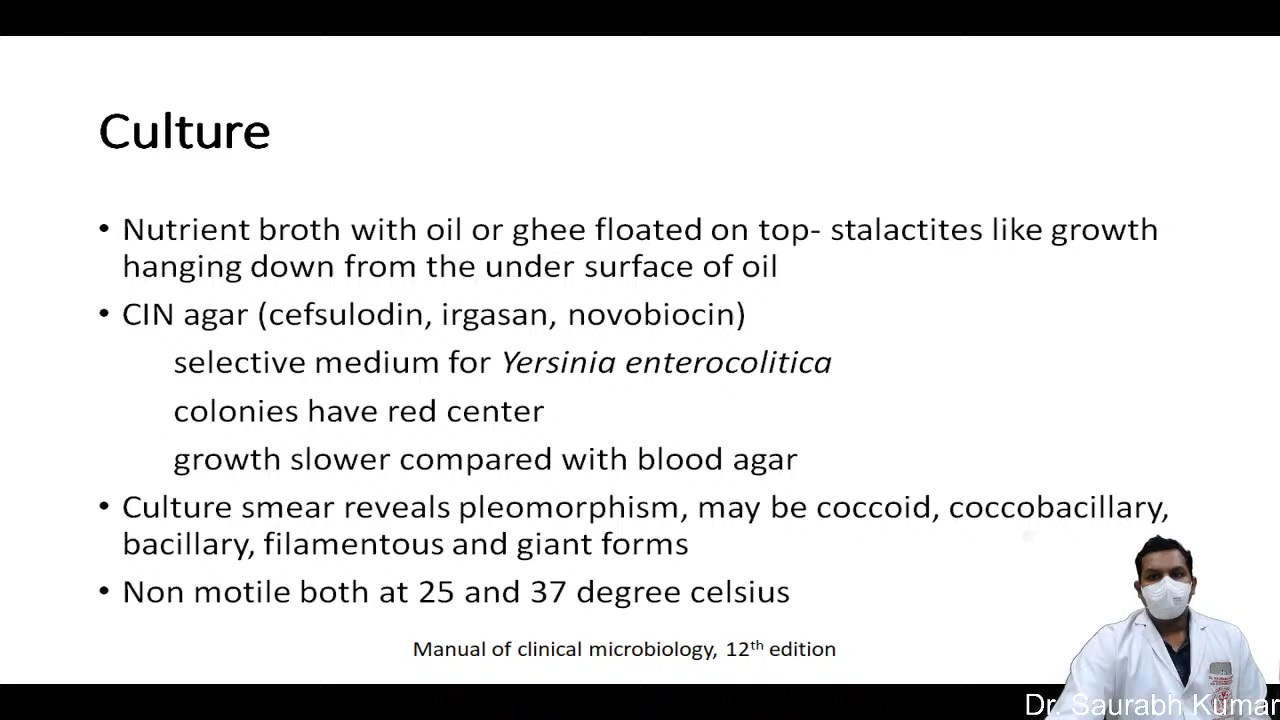 Culture
• Nutrient broth with oil or ghee floated on top- stalactites like growth
hanging down from the under surface of oil
• CIN agar (cefsulodin, irgasan, novobiocin)
selective medium for Yersinia enterocolitica
colonies have red center
growth slower compared with blood agar
• Culture smear reveals pleomorphism, may be coccoid, coccobacillary,
bacillary, filamentous and giant forms
• Non motile both at 25 and 37 degree celsius
Manual of clinical microbiology, 12th edition
Dr. Saurabh Kumar